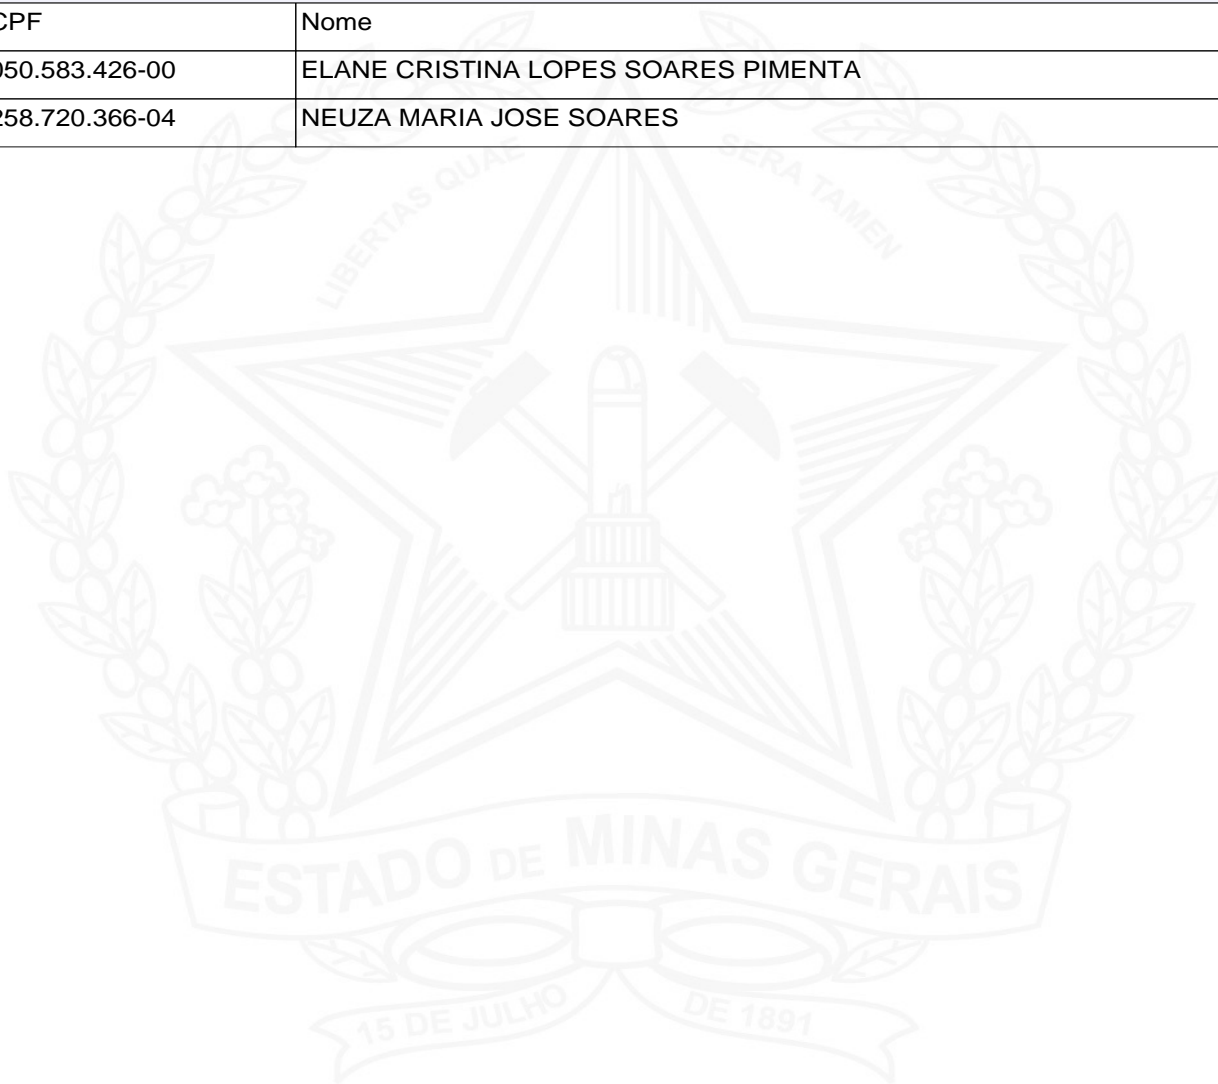 CPF Nome
050.583.426-00 ELANE CRISTINA LOPES SOARES PIMENTA
258.720.366-04 NEUZA MARIA JOSE SOARES
LIBERTAS QUAE SERA TAMEN
ESTADO DE MINAS GERAIS
15 DE JULHO DE 1891